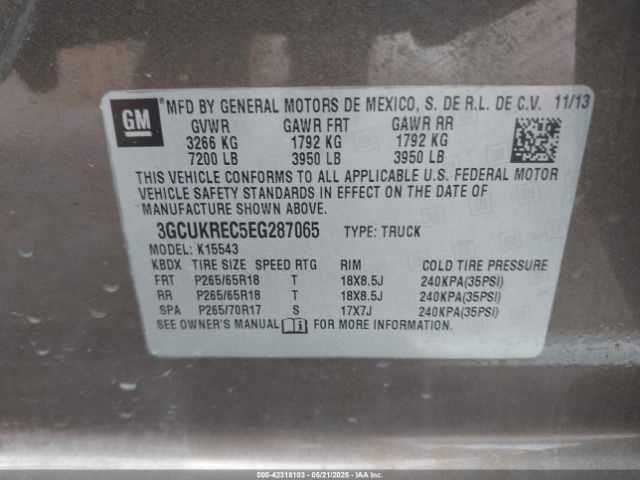 GM
MFD BY GENERAL MOTORS DE MEXICO, S. DE R.L. DE C.V. 11/13
GVWR GAWR FRT GAWR RR
3266 KG 1792 KG 1792 KG
7200 LB 3950 LB 3950 LB
THIS VEHICLE CONFORMS TO ALL APPLICABLE U.S. FEDERAL MOTOR
VEHICLE SAFETY STANDARDS IN EFFECT ON THE DATE OF
MANUFACTURE SHOWN ABOVE.
3GCUKREC5EG287065 TYPE: TRUCK
MODEL: K15543
KBDX TIRE SIZE SPEED RTG RIM COLD TIRE PRESSURE
FRT P265/65R18 T 18X8.5J 240KPA(35PSI)
RR P265/65R18 T 18X8.5J 240KPA(35PSI)
SPA P265/70R17 S 17X7J 240KPA(35PSI)
SEE OWNER'S MANUAL FOR MORE INFORMATION.
000-42318103 - 05/21/2025 - IAAI.com